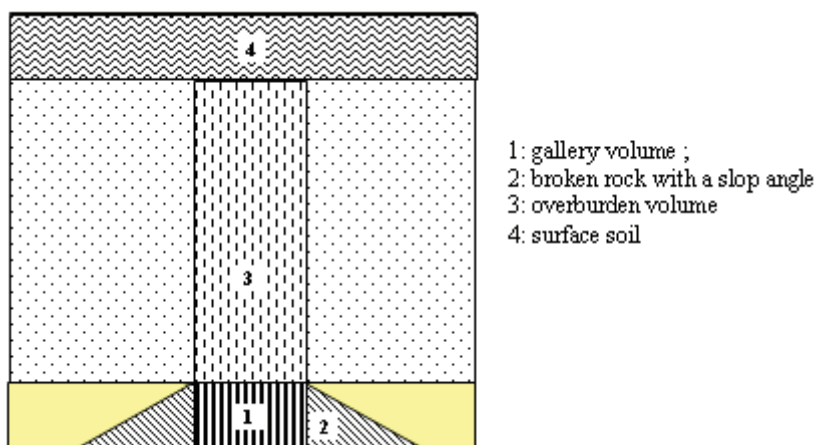 4
1: gallery volume ;
2: broken rock with a slop angle
3: overburden volume
4: surface soil
3
1
2